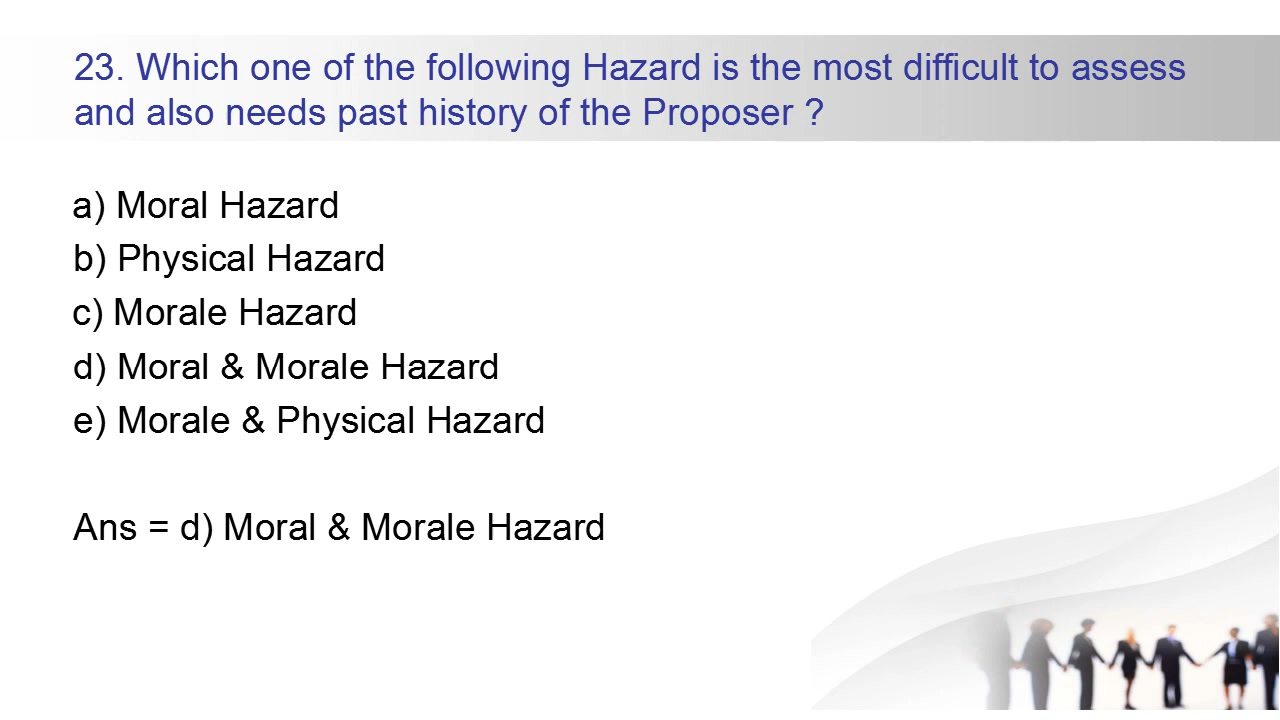 23. Which one of the following Hazard is the most difficult to assess
and also needs past history of the Proposer ?
a) Moral Hazard
b) Physical Hazard
c) Morale Hazard
d) Moral & Morale Hazard
e) Morale & Physical Hazard
Ans = d) Moral & Morale Hazard